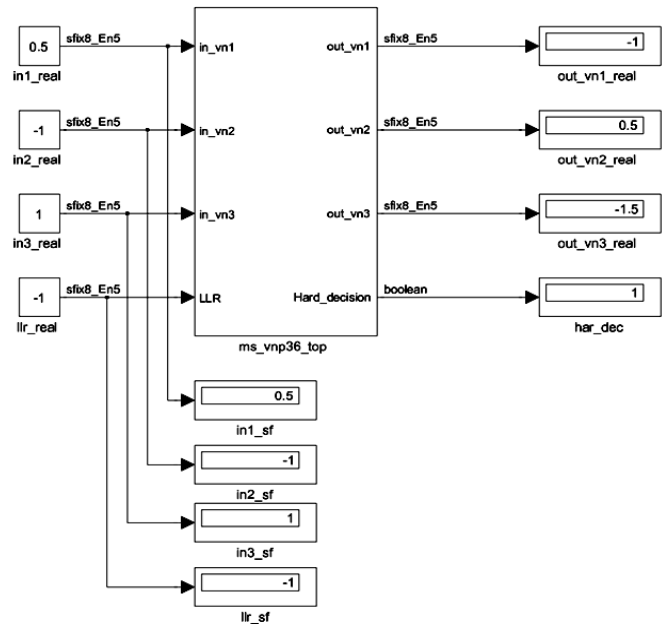 0.5
in1_real
sfix8_En5
in_vn1
out_vn1
sfix8_En5
-1
out_vn1_real
-1
in2_real
sfix8_En5
in_vn2
out_vn2
sfix8_En5
0.5
out_vn2_real
1
in3_real
sfix8_En5
in_vn3
out_vn3
sfix8_En5
-1.5
out_vn3_real
-1
llr_real
sfix8_En5
LLR
Hard_decision
boolean
1
har_dec
ms_vnp36_top
0.5
in1_sf
-1
in2_sf
1
in3_sf
-1
llr_sf